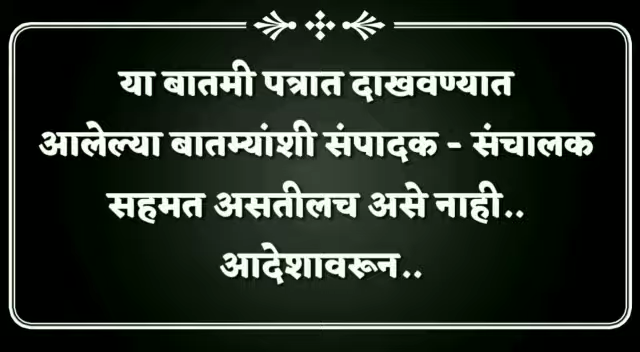 या बातमी पत्रात दाखवण्यात
आलेल्या बातम्यांशी संपादक - संचालक
सहमत असतीलच असे नाही..
आदेशावरून..